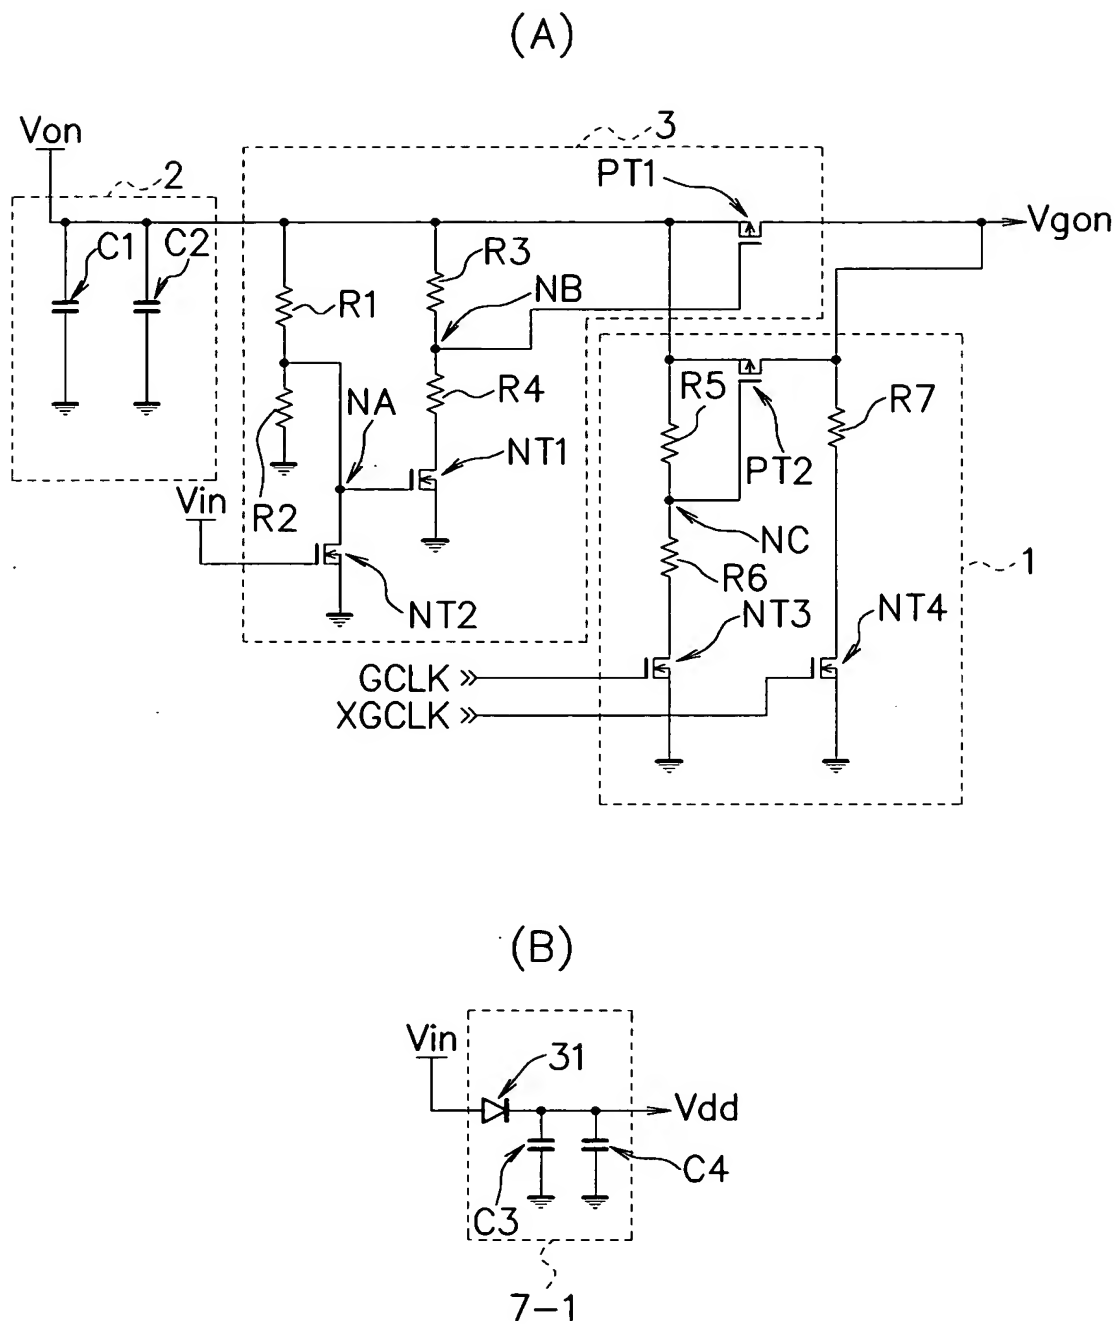 (A)
Von
2
3
PT1
Vgon
C1
C2
R3
NB
R1
R4
R5
R7
NA
NT1
PT2
Vin
R2
NC
R6
1
NT2
NT3
NT4
GCLK
XGCLK
(B)
Vin
31
Vdd
C3
C4
7-1